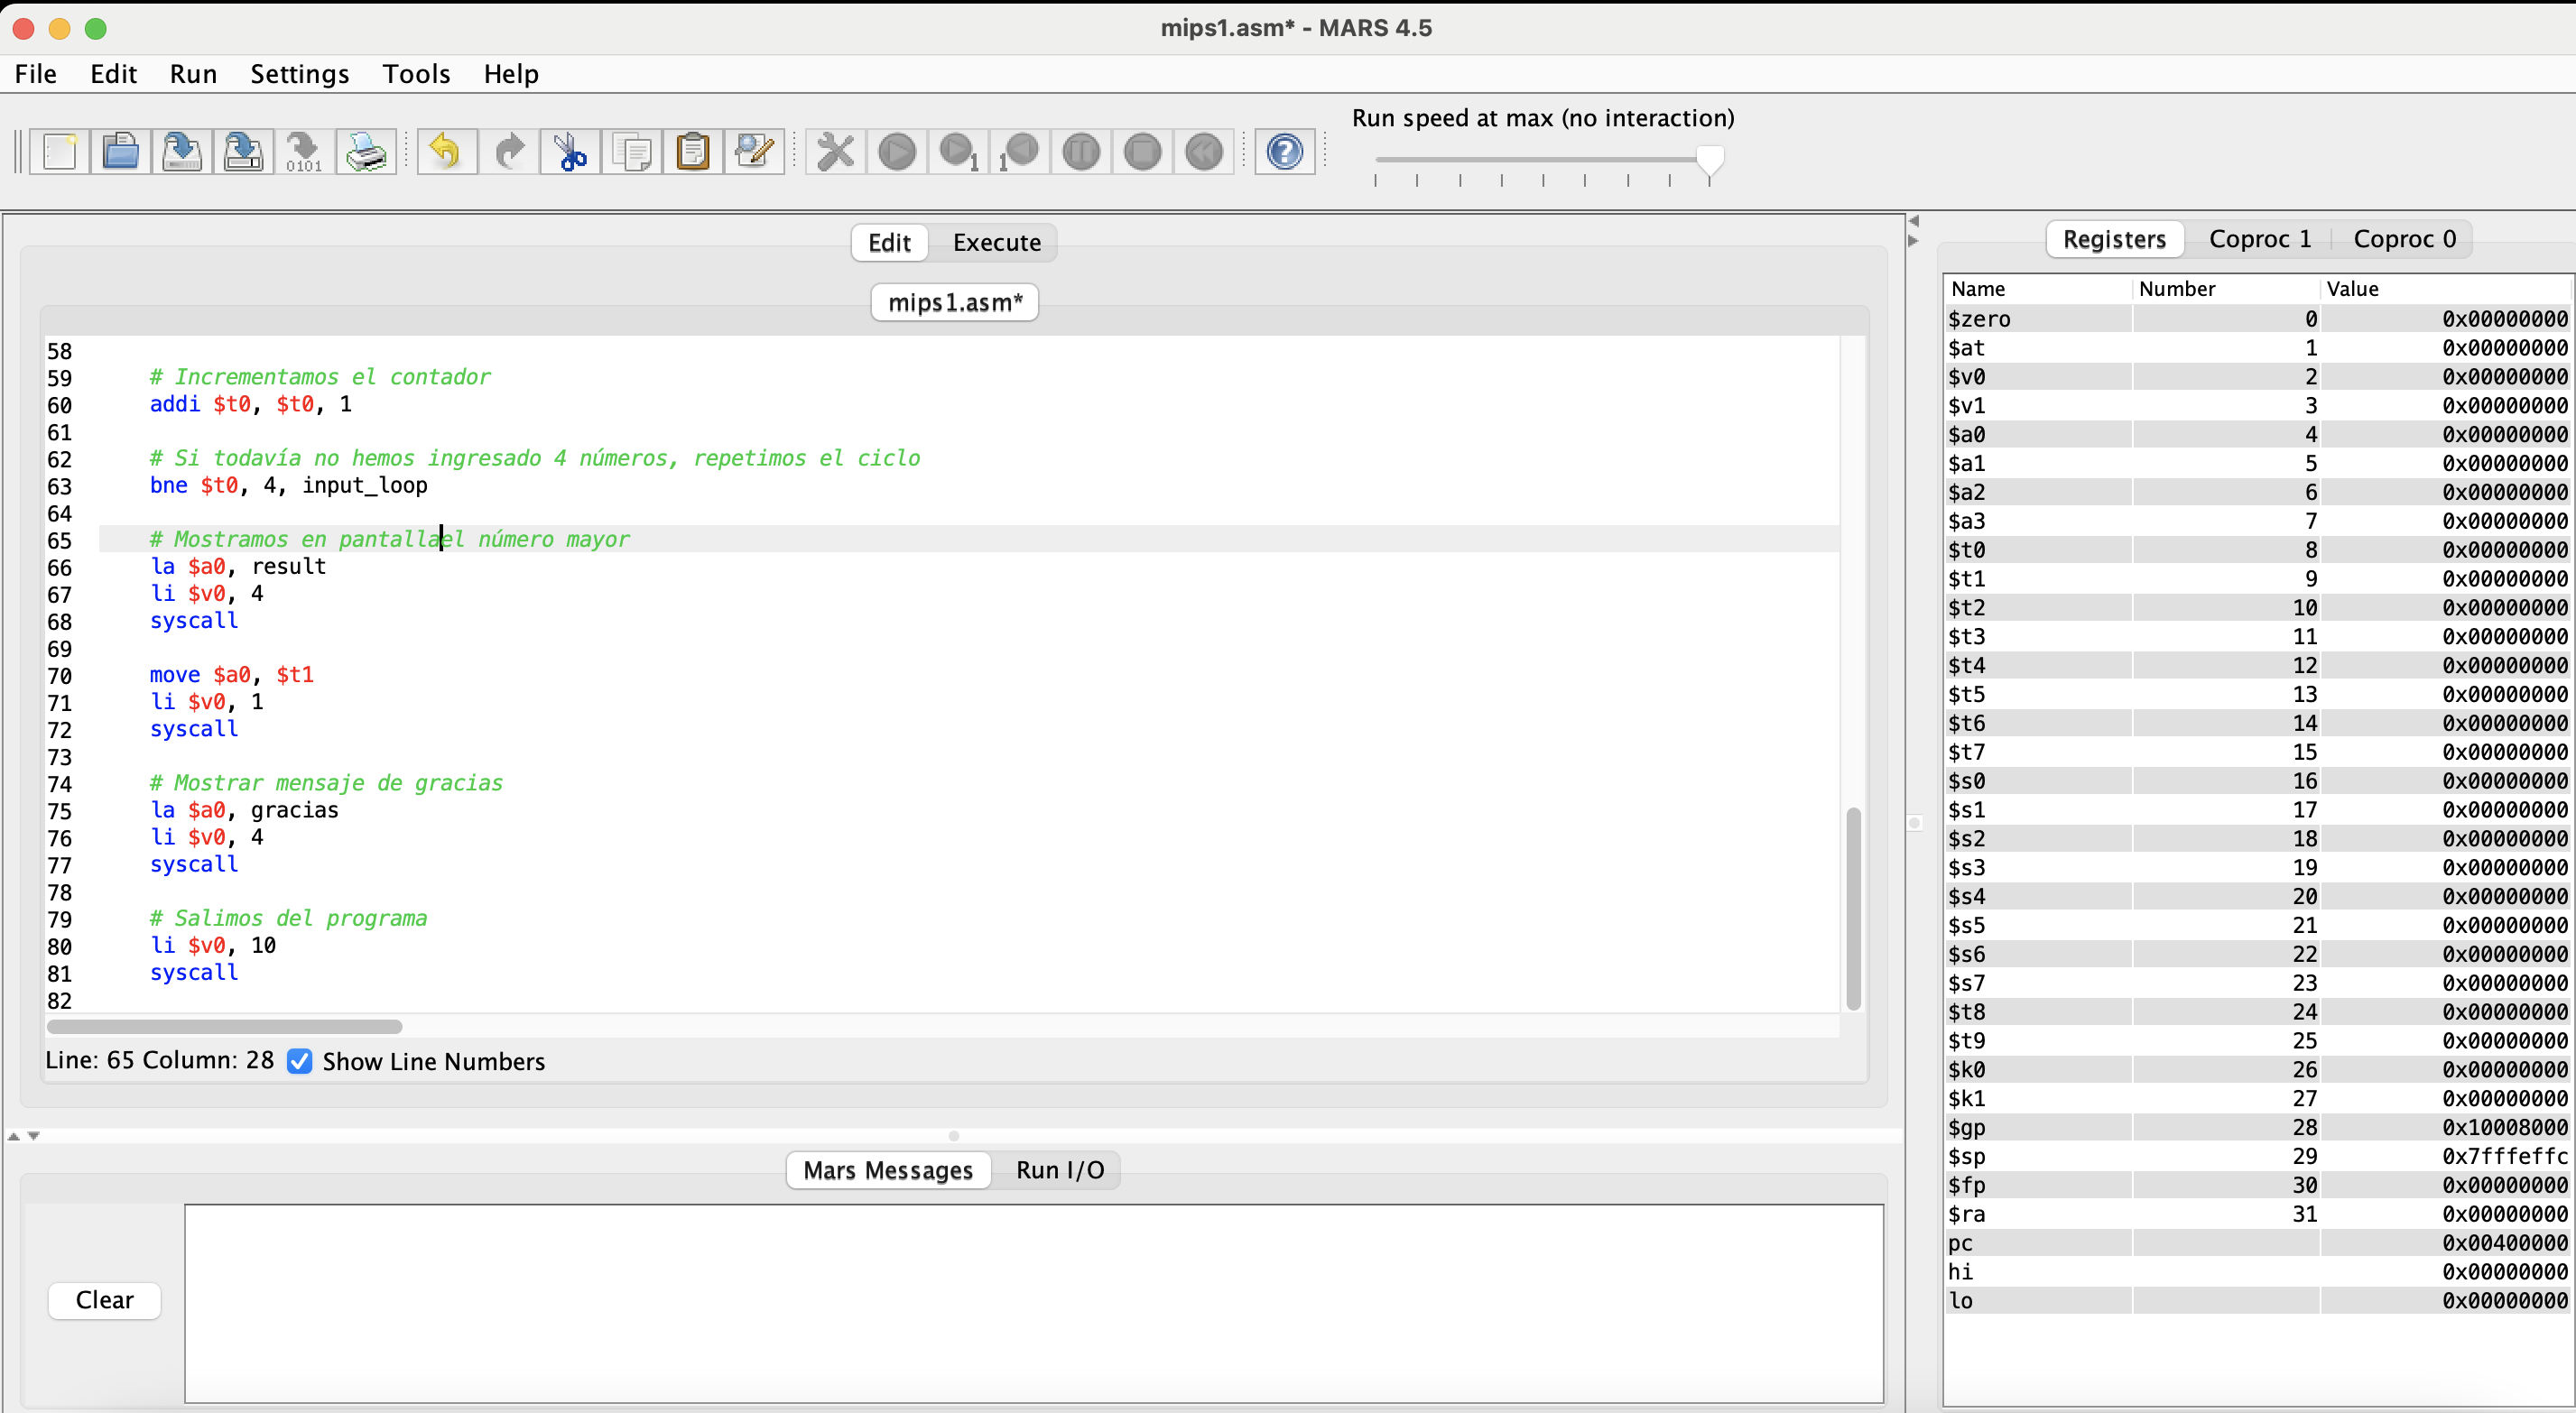 mips1.asm* - MARS 4.5
File Edit Run Settings Tools Help
Run speed at max (no interaction)
0101
1
1
Edit Execute
mips1.asm*
58
59 # Incrementamos el contador
60 addi $t0, $t0, 1
61
62 # Si todavía no hemos ingresado 4 números, repetimos el ciclo
63 bne $t0, 4, input_loop
64
65 # Mostramos en pantallael número mayor
66 la $a0, result
67 li $v0, 4
68 syscall
69
70 move $a0, $t1
71 li $v0, 1
72 syscall
73
74 # Mostrar mensaje de gracias
75 la $a0, gracias
76 li $v0, 4
77 syscall
78
79 # Salimos del programa
80 li $v0, 10
81 syscall
82
Line: 65 Column: 28 Show Line Numbers
Mars Messages Run I/O
Clear
Registers Coproc 1 Coproc 0
Name Number Value
$zero 0 0x00000000
$at 1 0x00000000
$v0 2 0x00000000
$v1 3 0x00000000
$a0 4 0x00000000
$a1 5 0x00000000
$a2 6 0x00000000
$a3 7 0x00000000
$t0 8 0x00000000
$t1 9 0x00000000
$t2 10 0x00000000
$t3 11 0x00000000
$t4 12 0x00000000
$t5 13 0x00000000
$t6 14 0x00000000
$t7 15 0x00000000
$s0 16 0x00000000
$s1 17 0x00000000
$s2 18 0x00000000
$s3 19 0x00000000
$s4 20 0x00000000
$s5 21 0x00000000
$s6 22 0x00000000
$s7 23 0x00000000
$t8 24 0x00000000
$t9 25 0x00000000
$k0 26 0x00000000
$k1 27 0x00000000
$gp 28 0x10008000
$sp 29 0x7fffeffc
$fp 30 0x00000000
$ra 31 0x00000000
pc 0x00400000
hi 0x00000000
lo 0x00000000